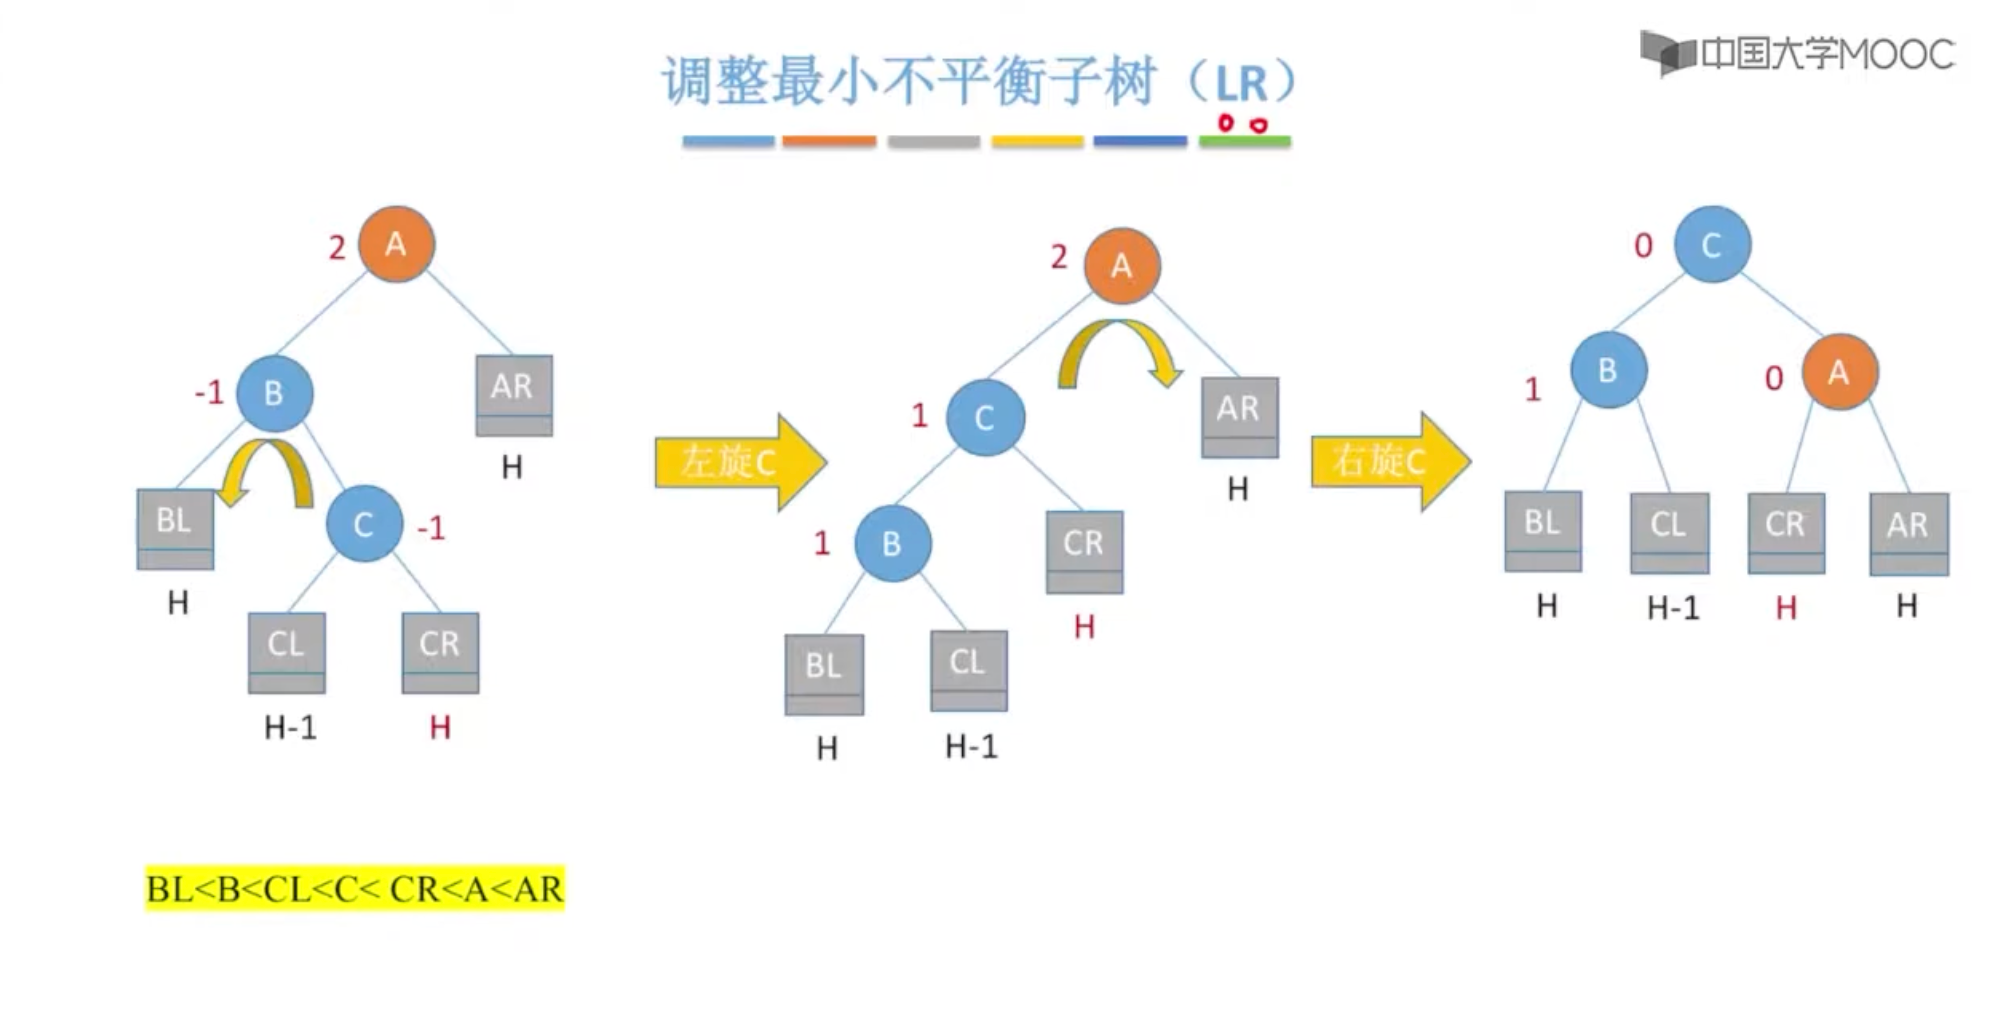 中国大学MOOC
调整最小不平衡子树（LR）
2 A
-1 B
AR
H
BL
H
C -1
CL
H-1
CR
H
左旋C
2 A
1 C
AR
H
1 B
CR
H
BL
H
CL
H-1
右旋C
0 C
1 B
0 A
BL CL CR AR
H H-1 H H
BL<B<CL<C< CR<A<AR